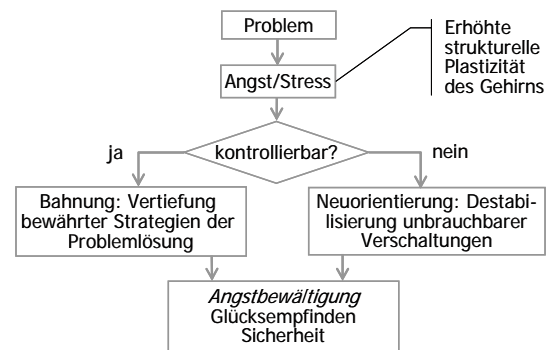 Problem
Erhöhte
strukturelle
Plastizität
des Gehirns
Angst/Stress
kontrollierbar?
ja
nein
Bahnung: Vertiefung
bewährter Strategien der
Problemlösung
Neuorientierung: Destabi-
lisierung unbrauchbarer
Verschaltungen
Angstbewältigung
Glücksempfinden
Sicherheit